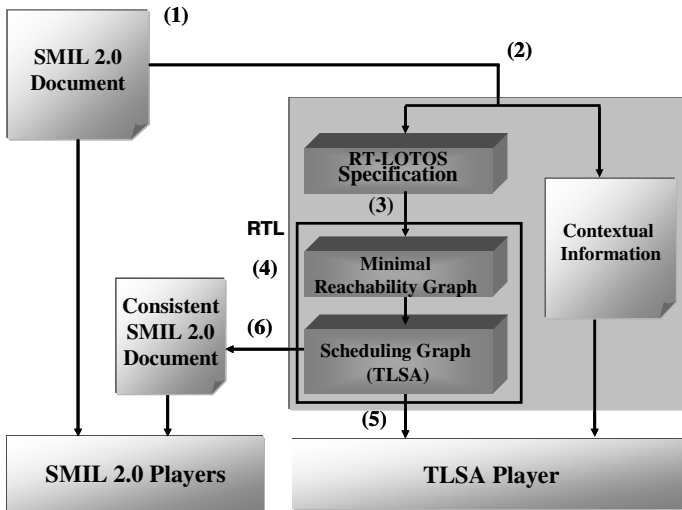 (1)
SMIL 2.0
Document
(2)
RT-LOTOS
Specification
(3)
RTL
Contextual
Information
(4)
Minimal
Reachability Graph
Consistent
SMIL 2.0
Document
(6)
Scheduling Graph
(TLSA)
(5)
SMIL 2.0 Players
TLSA Player